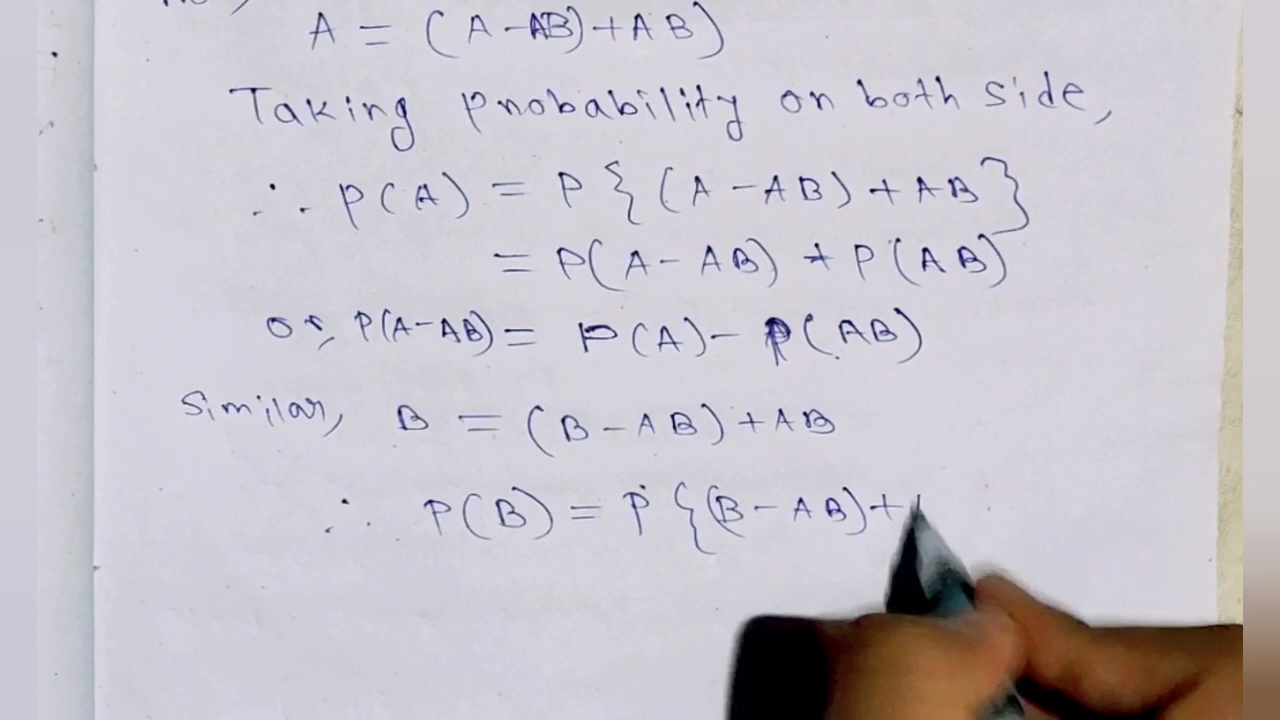 A = (A-AB)+AB)
Taking probability on both side,
∴ P(A) = P{(A-AB)+AB}
= P(A-AB)+P(AB)
or, P(A-AB) = P(A)-P(AB)
Similar, B = (B-AB)+AB
∴ P(B) = P{(B-AB)+